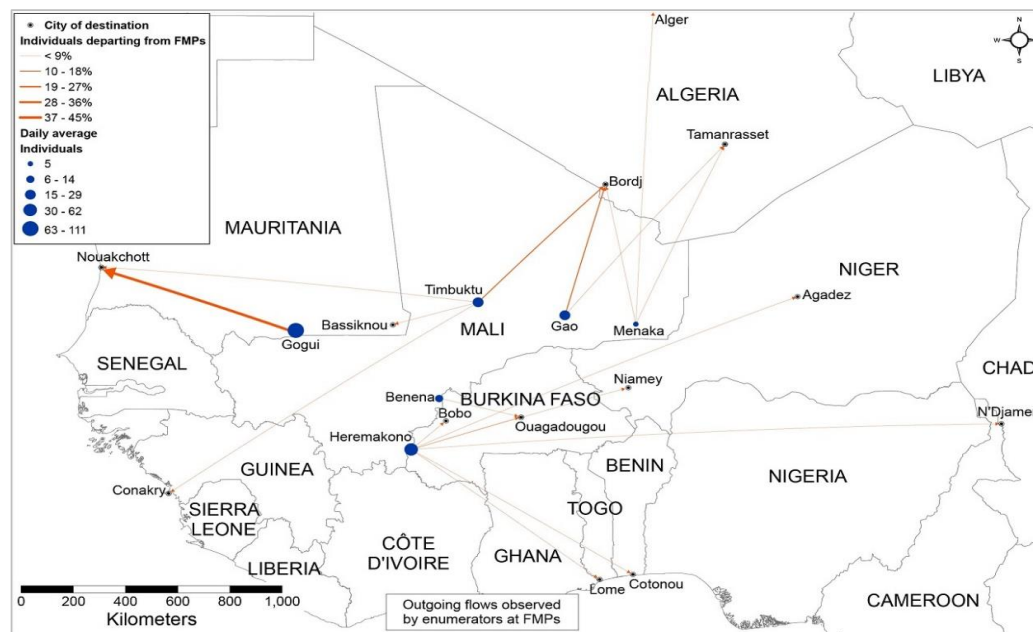 City of destination
Individuals departing from FMPs
< 9%
10 - 18%
19 - 27%
28 - 36%
37 - 45%
Daily average
Individuals
5
6 - 14
15 - 29
30 - 62
63 - 111
Alger
N
W
E
S
LIBYA
ALGERIA
Tamanrasset
Bordj
MAURITANIA
Nouakchott
NIGER
Timbuktu
Agadez
Bassiknou
MALI
Gao
Menaka
Gogui
SENEGAL
CHAD
Niamey
Benena
BURKINA FASO
Bobo
Ouagadougou
N'Djamen
Heremakono
GUINEA
BENIN
NIGERIA
Conakry
SIERRA
LEONE
TOGO
CÔTE
D'IVOIRE
GHANA
LIBERIA
Lome
Cotonou
CAMEROON
0 200 400 600 800 1,000
Kilometers
Outgoing flows observed
by enumerators at FMPs